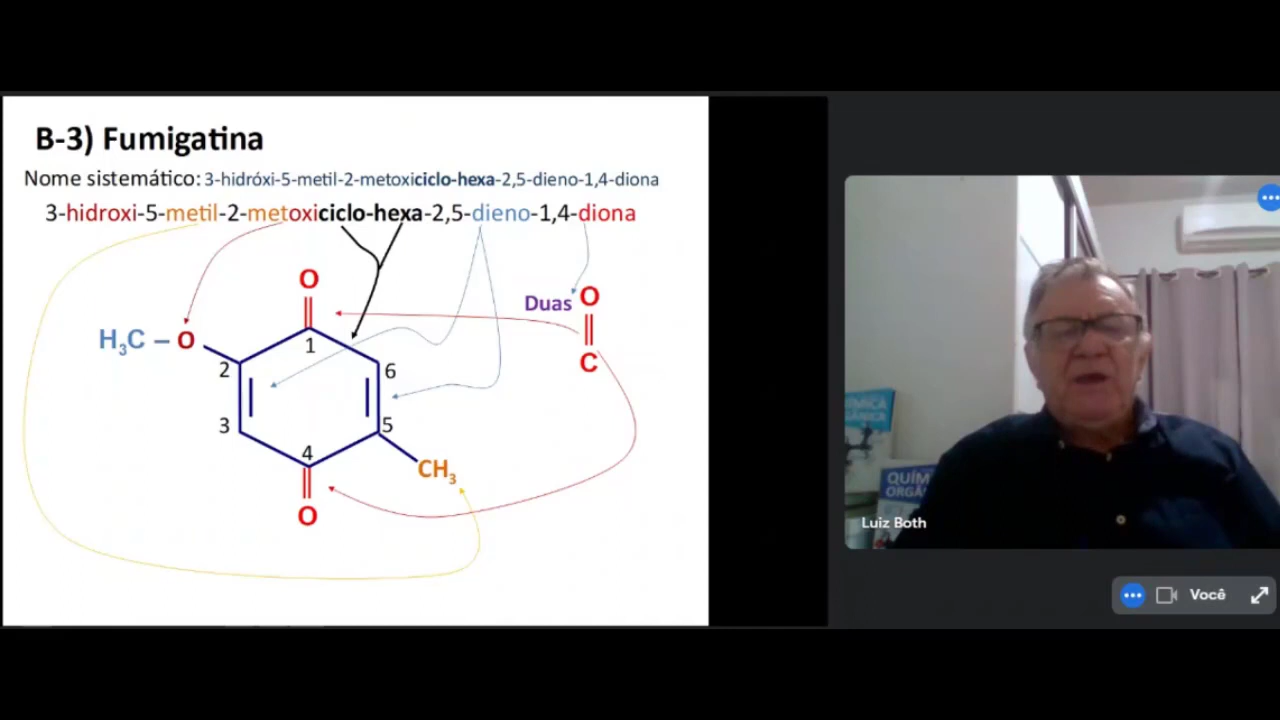 B-3) Fumigatina
Nome sistemático: 3-hidróxi-5-metil-2-metoxiciclo-hexa-2,5-dieno-1,4-diona
3-hidroxi-5-metil-2-metoxiciclo-hexa-2,5-dieno-1,4-diona
O
Duas O
H₃C – O
1
C
2
6
3
5
4
CH₃
O
QUÍM
ORGÂ
Luiz Both
Você